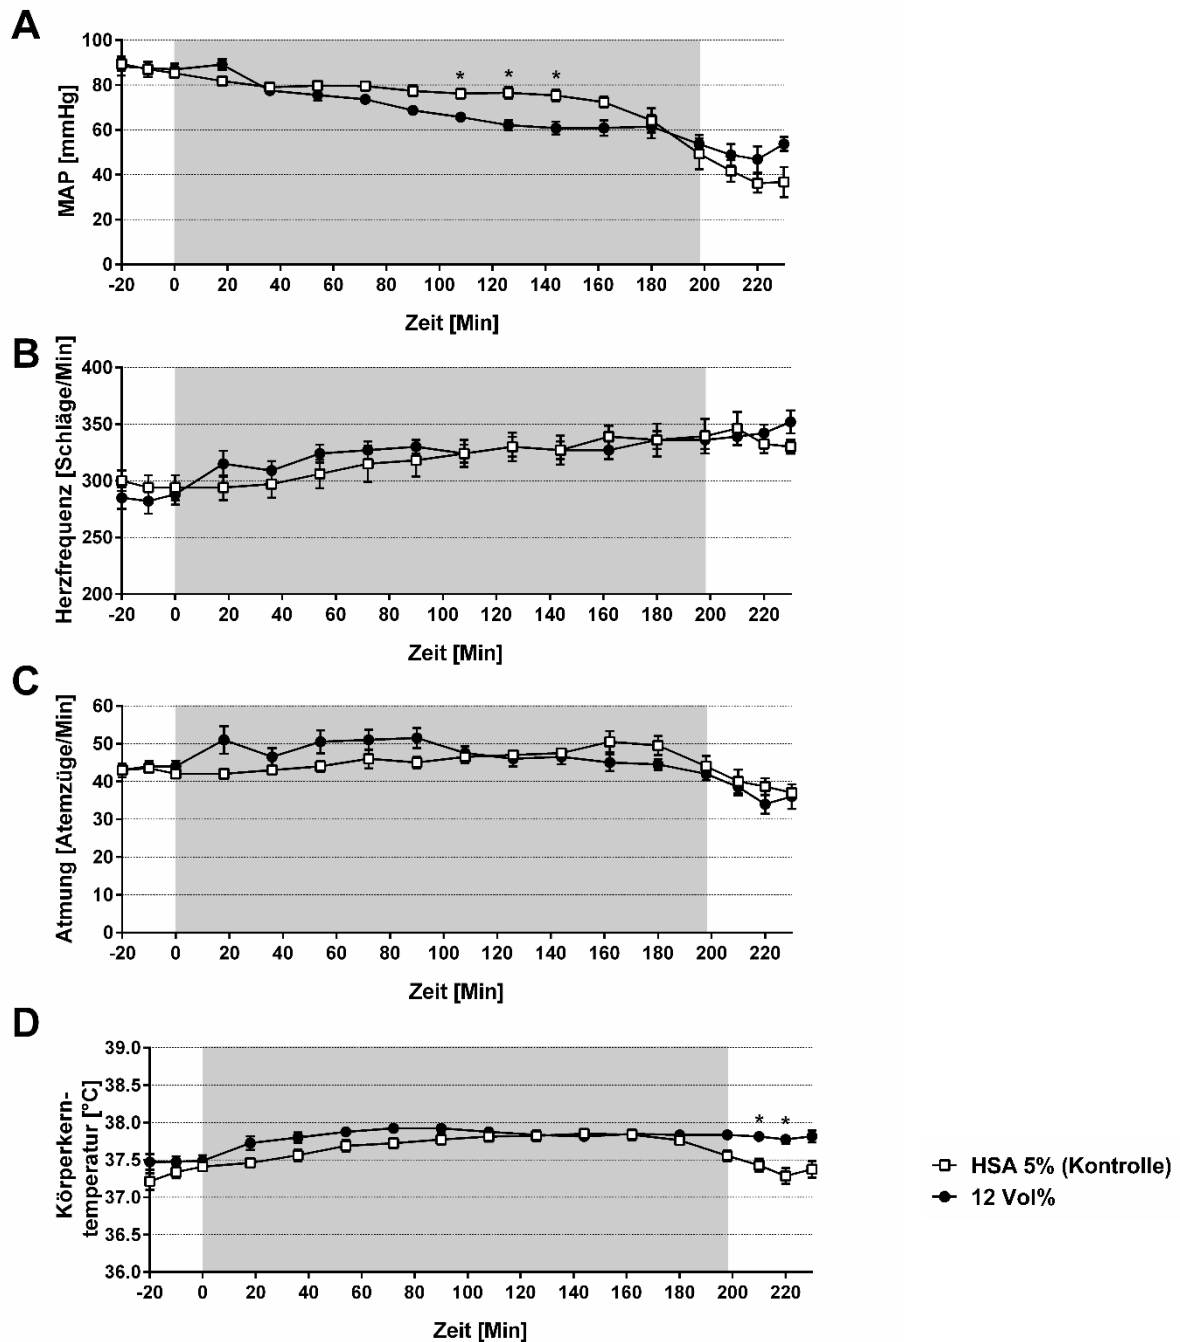 A
MAP [mmHg]
100
80
60
40
20
0
* * *
-20 0 20 40 60 80 100 120 140 160 180 200 220
Zeit [Min]
B
Herzfrequenz [Schläge/Min]
400
350
300
250
200
-20 0 20 40 60 80 100 120 140 160 180 200 220
Zeit [Min]
C
Atmung [Atemzüge/Min]
60
50
40
30
20
10
0
-20 0 20 40 60 80 100 120 140 160 180 200 220
Zeit [Min]
D
Körperkern-
temperatur [°C]
39.0
38.5
38.0
37.5
37.0
36.5
36.0
* *
-20 0 20 40 60 80 100 120 140 160 180 200 220
Zeit [Min]
HSA 5% (Kontrolle)
12 Vol%